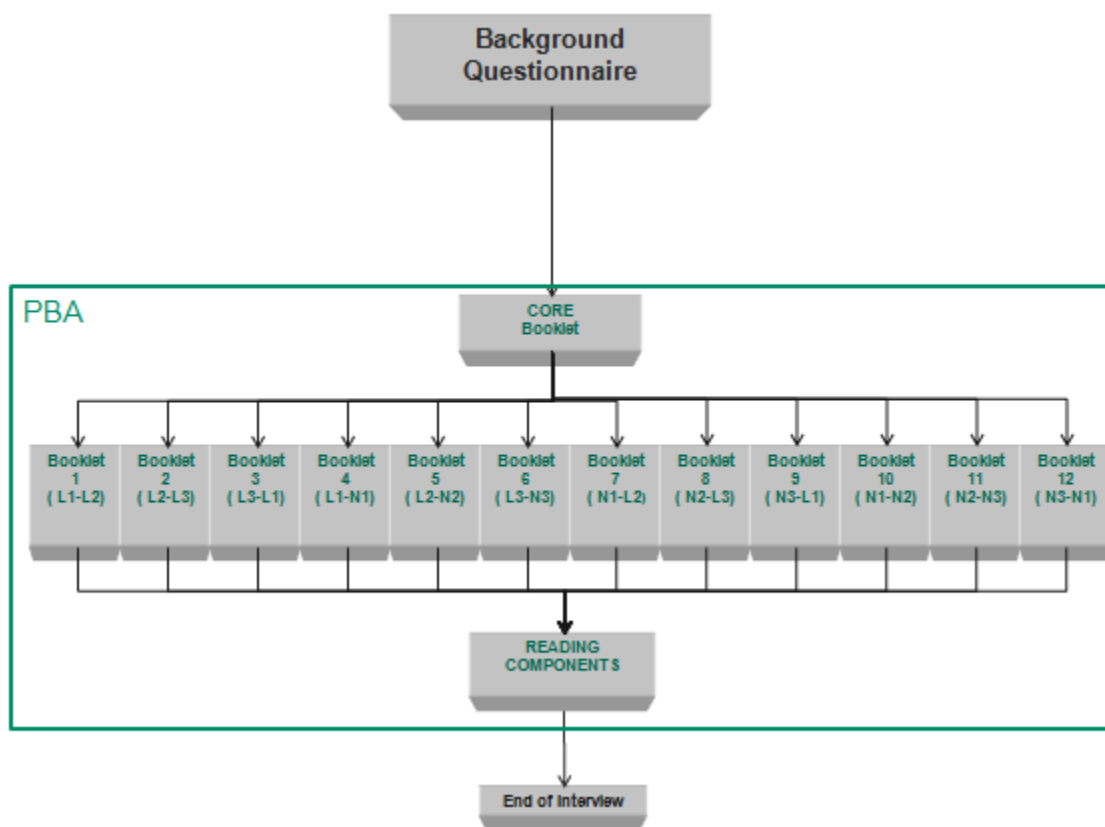 Background
Questionnaire
PBA
CORE
Booklet
Booklet
1
( L1-L2)
Booklet
2
( L2-L3)
Booklet
3
( L3-L1)
Booklet
4
( L1-N1)
Booklet
5
( L2-N2)
Booklet
6
( L3-N3)
Booklet
7
( N1-L2)
Booklet
8
( N2-L3)
Booklet
9
( N3-L1)
Booklet
10
( N1-N2)
Booklet
11
( N2-N3)
Booklet
12
( N3-N1)
READING
COMPONENTS
End of Interview